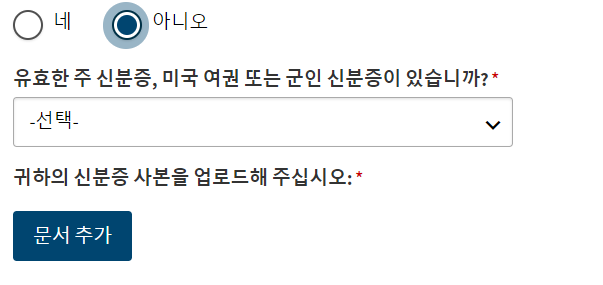 네 아니오
유효한 주 신분증, 미국 여권 또는 군인 신분증이 있습니까?*
-선택-
귀하의 신분증 사본을 업로드해 주십시오:*
문서 추가